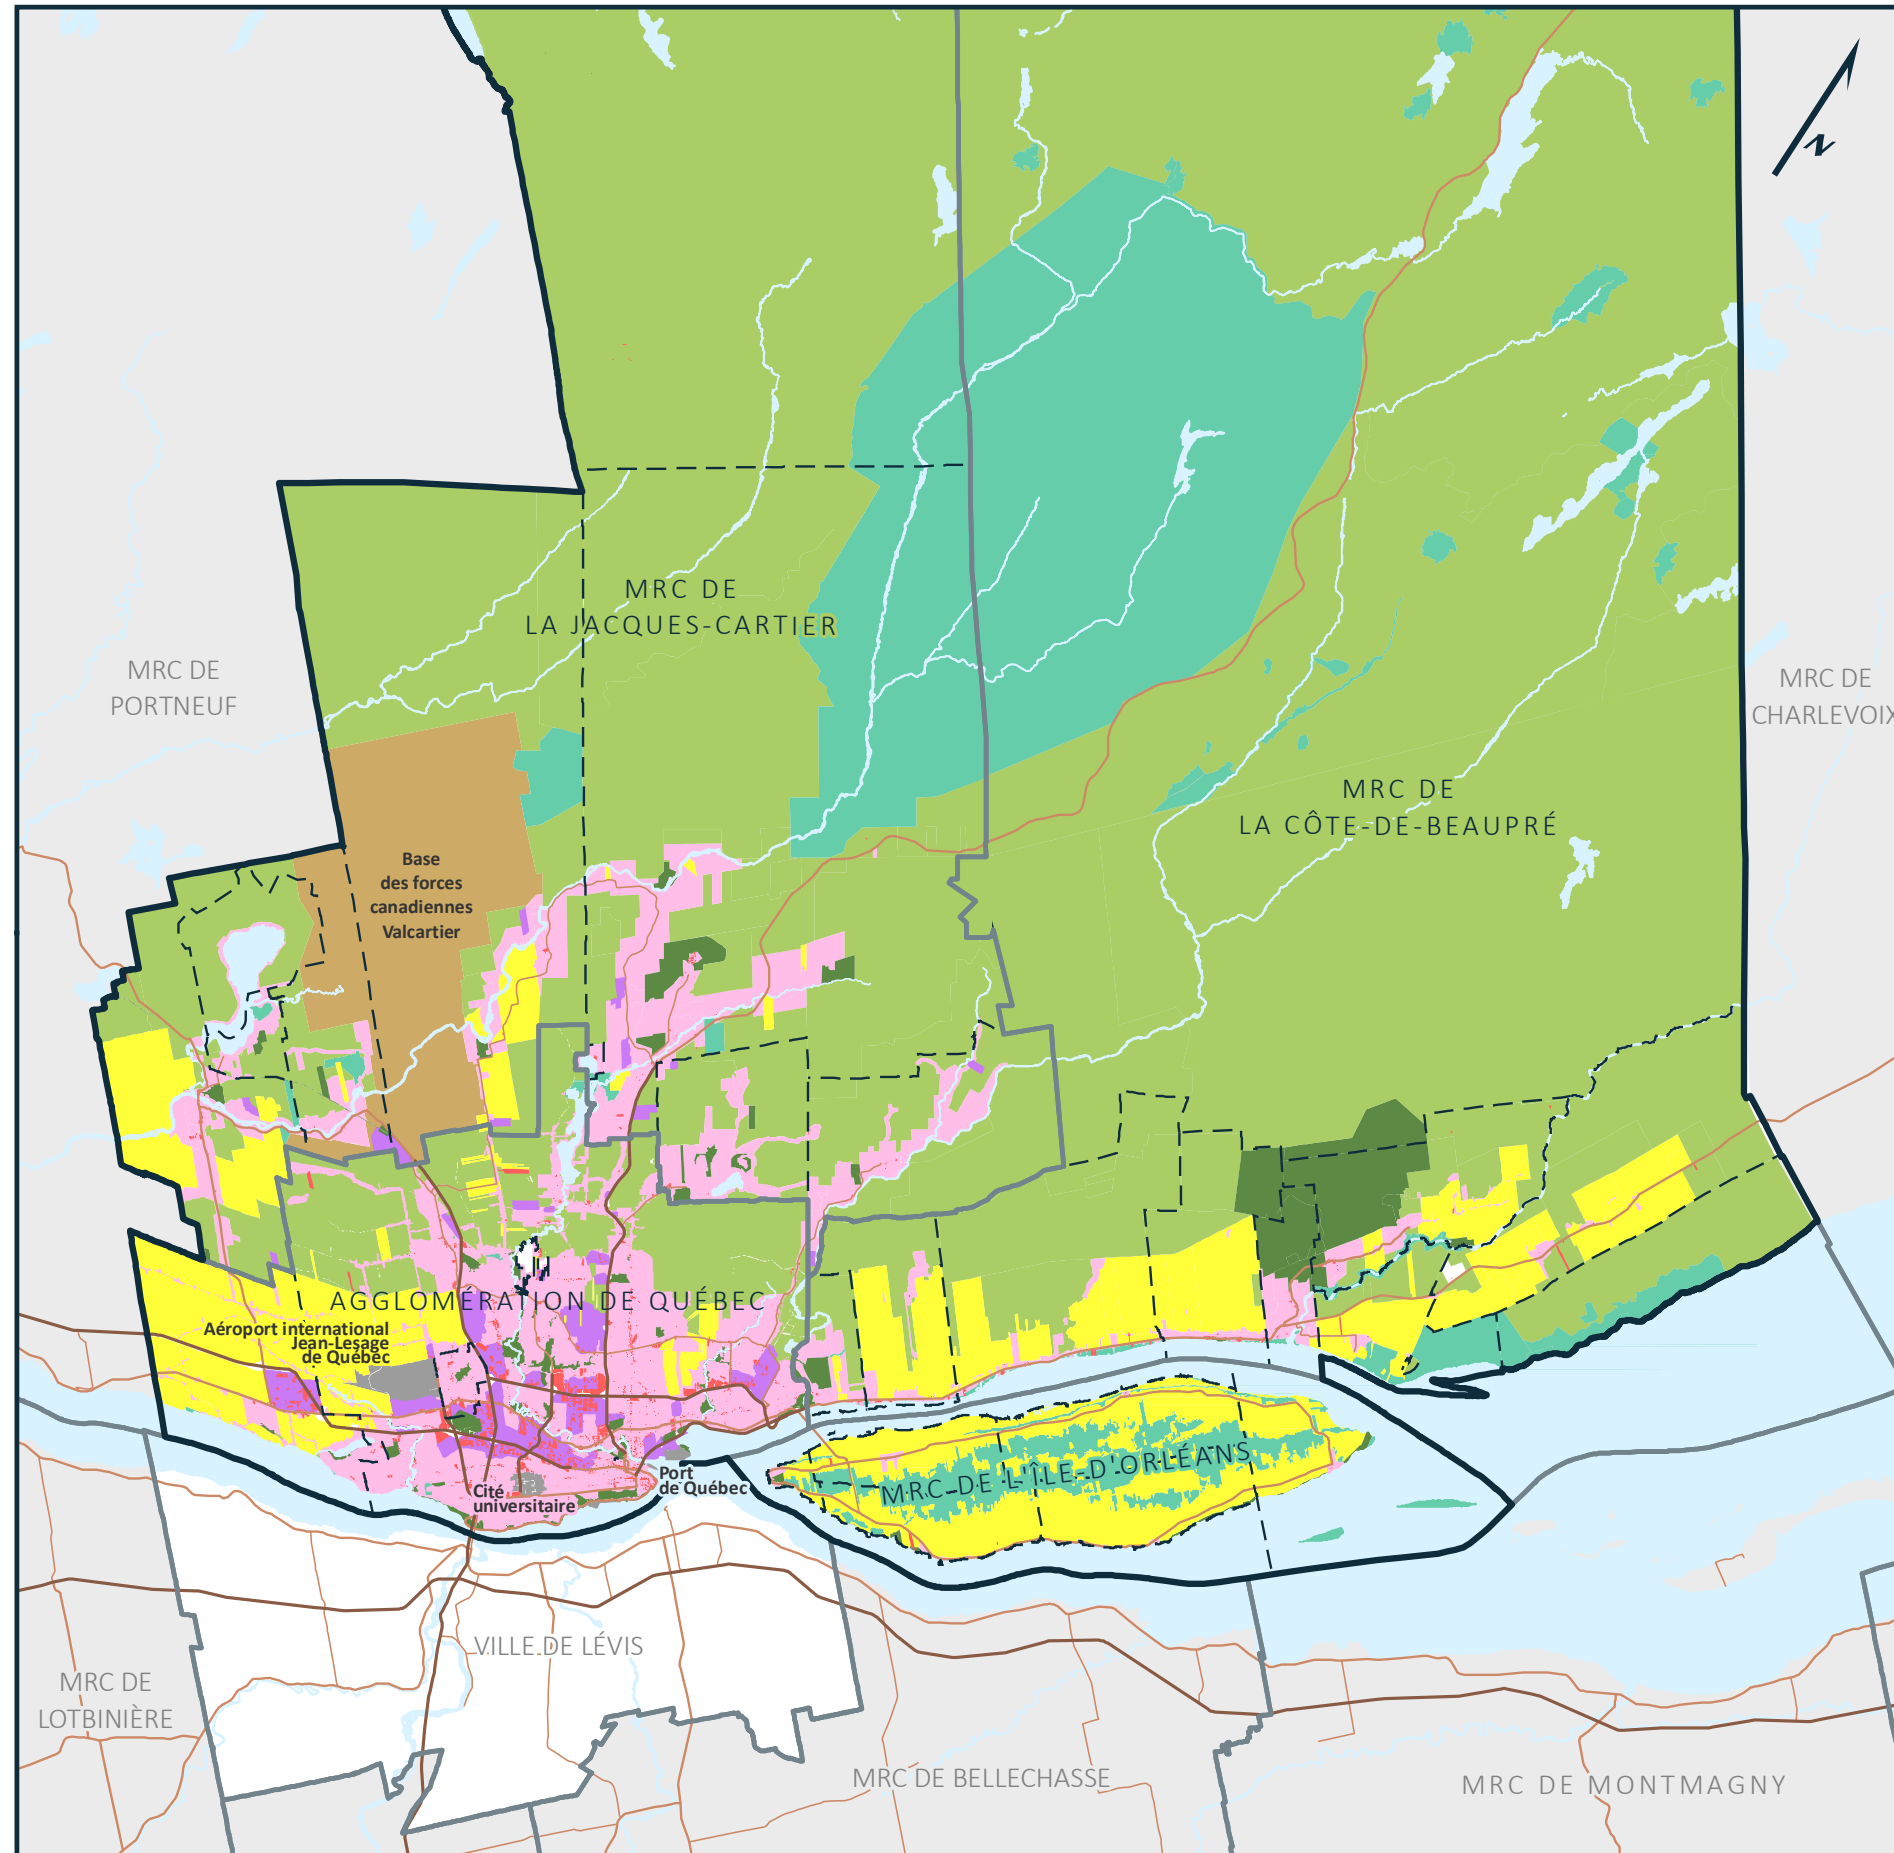 N
MRC DE
LA JACQUES-CARTIER
MRC DE
PORTNEUF
MRC DE
CHARLEVOIX
MRC DE
LA CÔTE-DE-BEAUPRÉ
Base
des forces
canadiennes
Valcartier
AGGLOMÉRATION DE QUÉBEC
Aéroport international
Jean-Lesage
de Québec
Cité
universitaire
Port
de Québec
MRC DE L'ÎLE-D'ORLÉANS
VILLE DE LÉVIS
MRC DE
LOTBINIÈRE
MRC DE BELLECHASSE
MRC DE MONTMAGNY